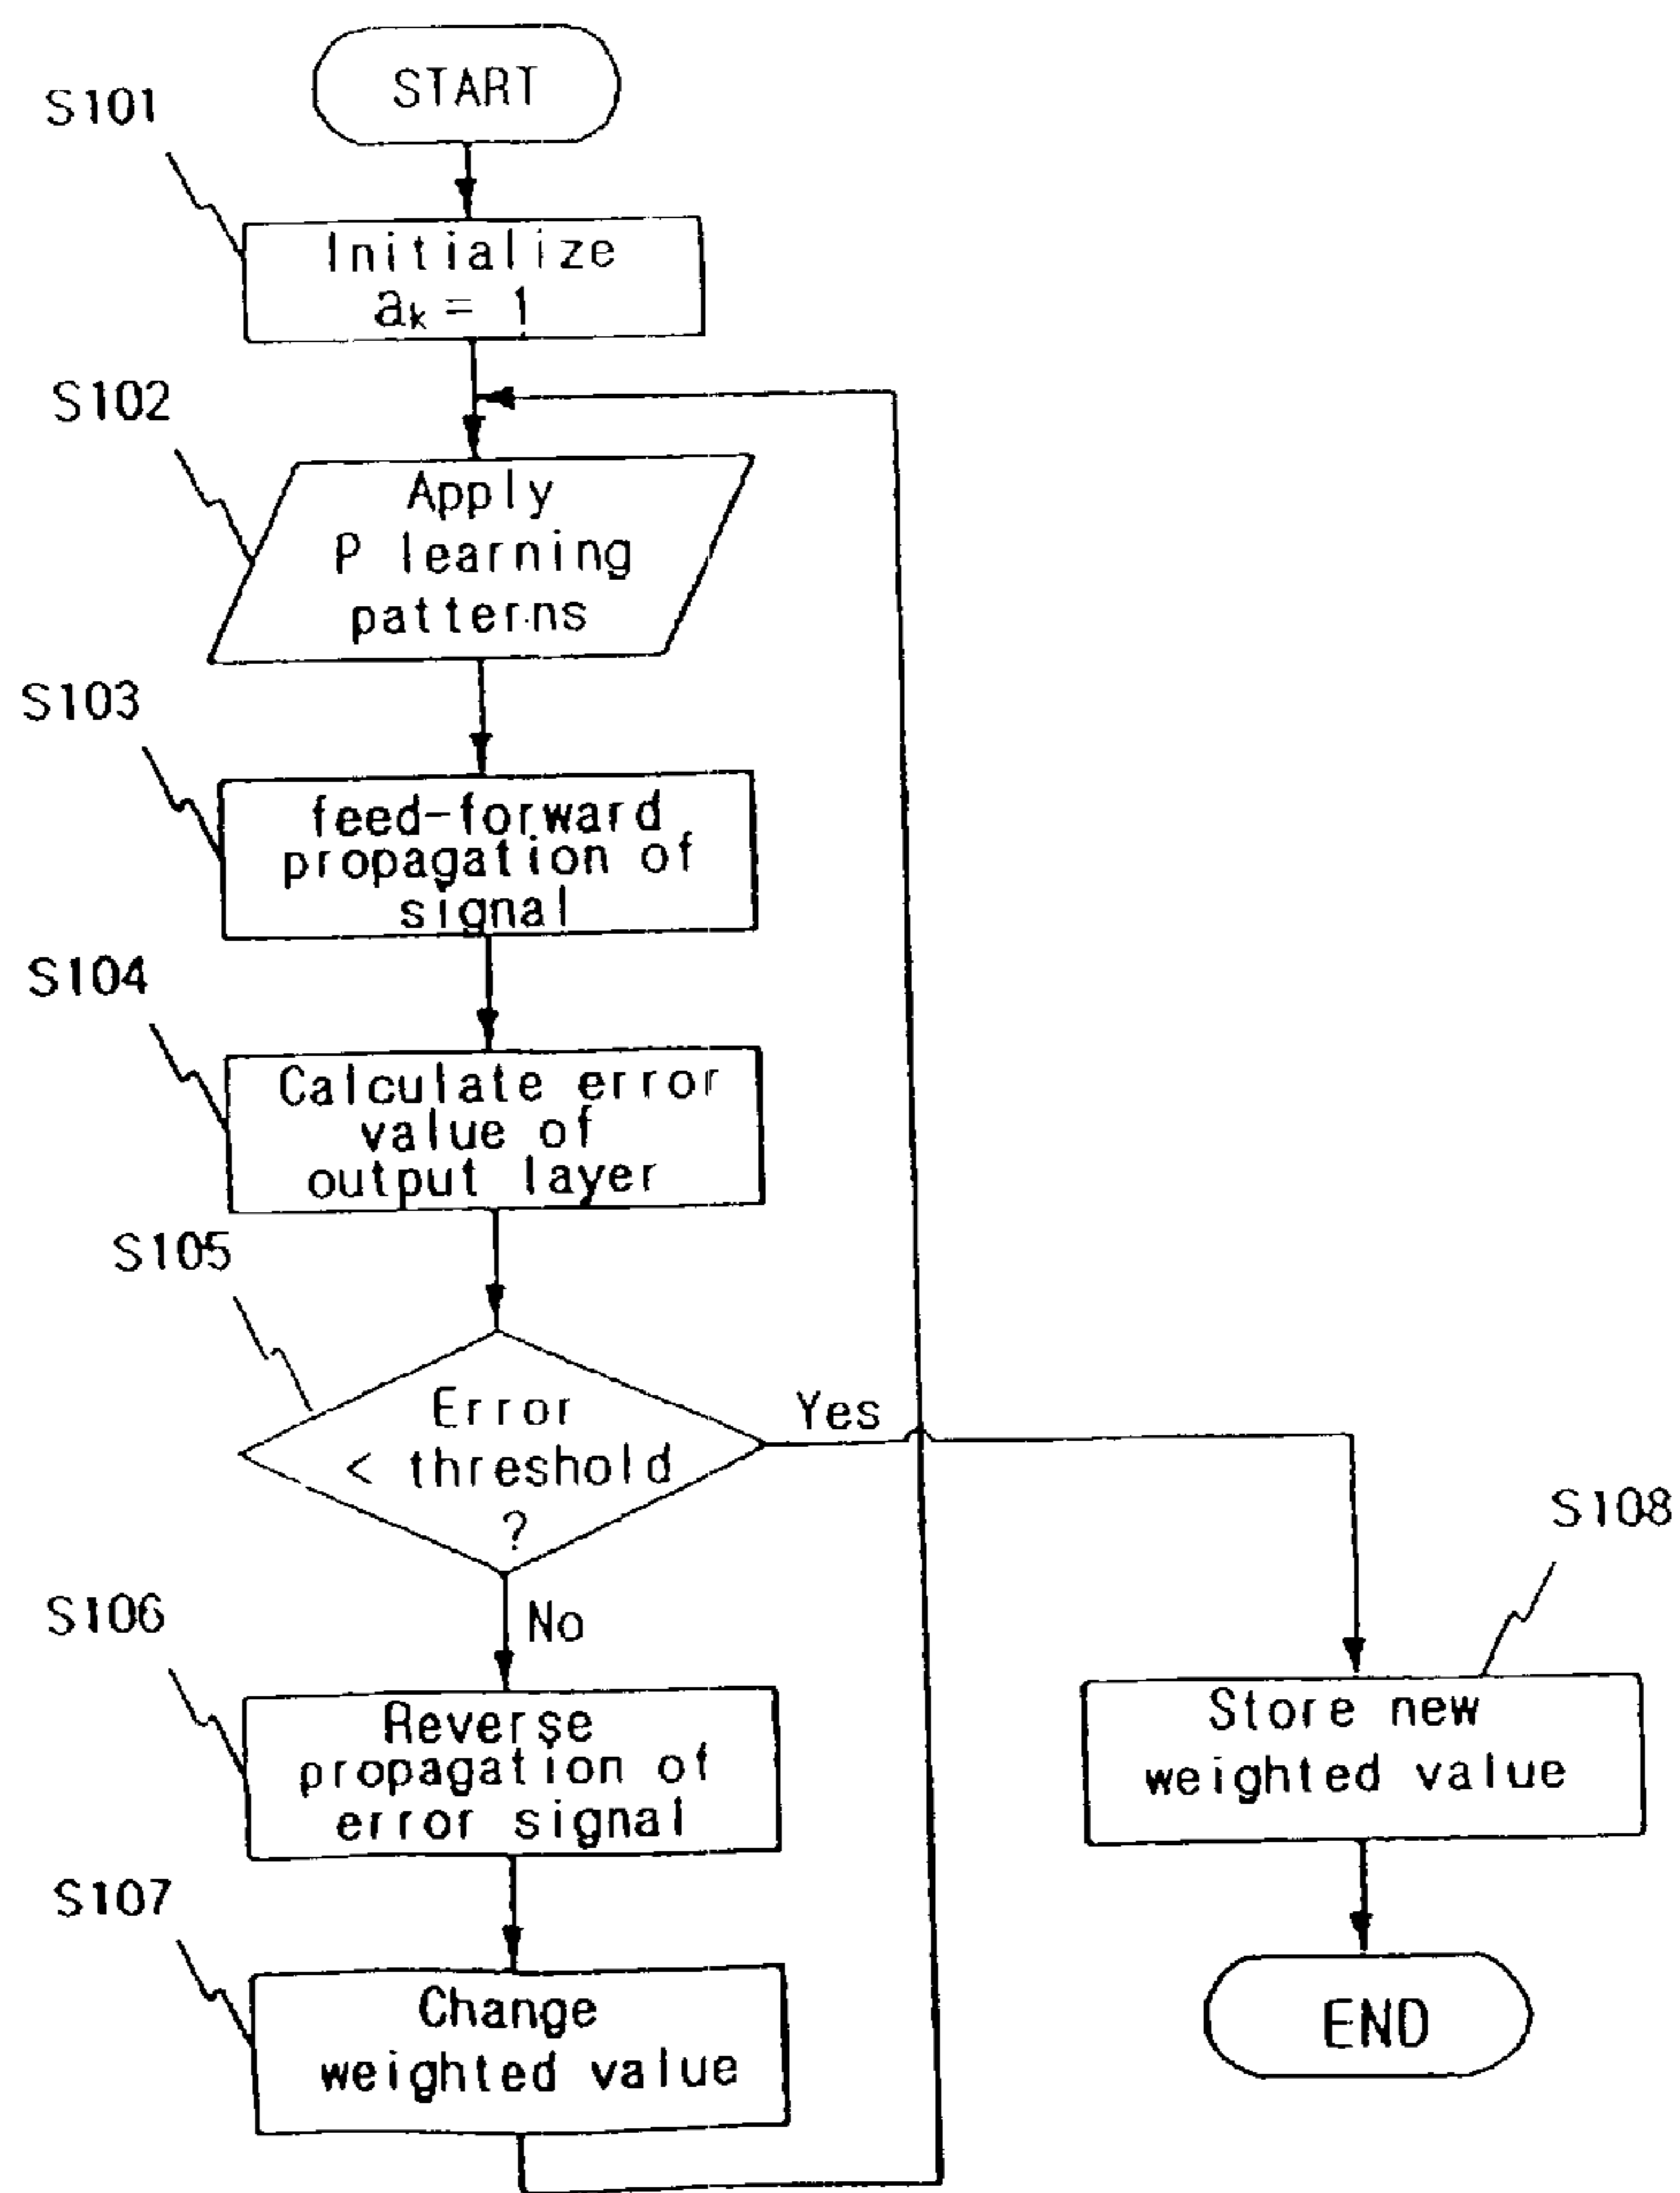 START
S101
Initialize
ak = 1
S102
Apply
P learning
patterns
S103
feed-forward
propagation of
signal
S104
Calculate error
value of
output layer
S105
Error
< threshold
?
Yes
No
S106
Reverse
propagation of
error signal
S107
Change
weighted value
S108
Store new
weighted value
END